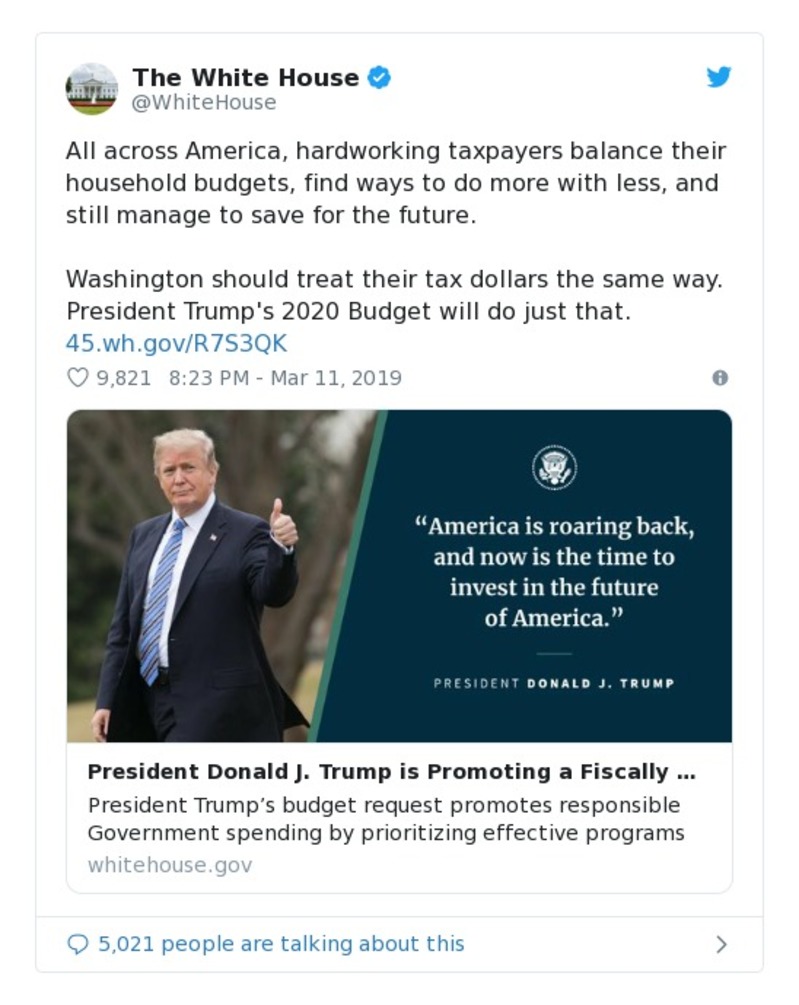 The White House
@WhiteHouse
All across America, hardworking taxpayers balance their
household budgets, find ways to do more with less, and
still manage to save for the future.
Washington should treat their tax dollars the same way.
President Trump's 2020 Budget will do just that.
45.wh.gov/R7S3QK
9,821 8:23 PM - Mar 11, 2019
“America is roaring back,
and now is the time to
invest in the future
of America.”
PRESIDENT DONALD J. TRUMP
President Donald J. Trump is Promoting a Fiscally ...
President Trump’s budget request promotes responsible
Government spending by prioritizing effective programs
whitehouse.gov
5,021 people are talking about this